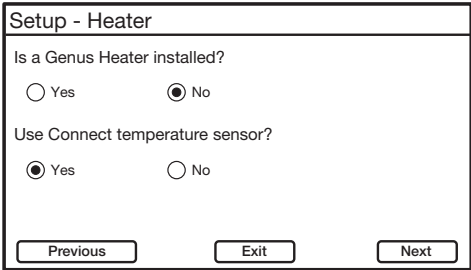 Setup - Heater
Is a Genus Heater installed?
Yes No
Use Connect temperature sensor?
Yes No
Previous Exit Next